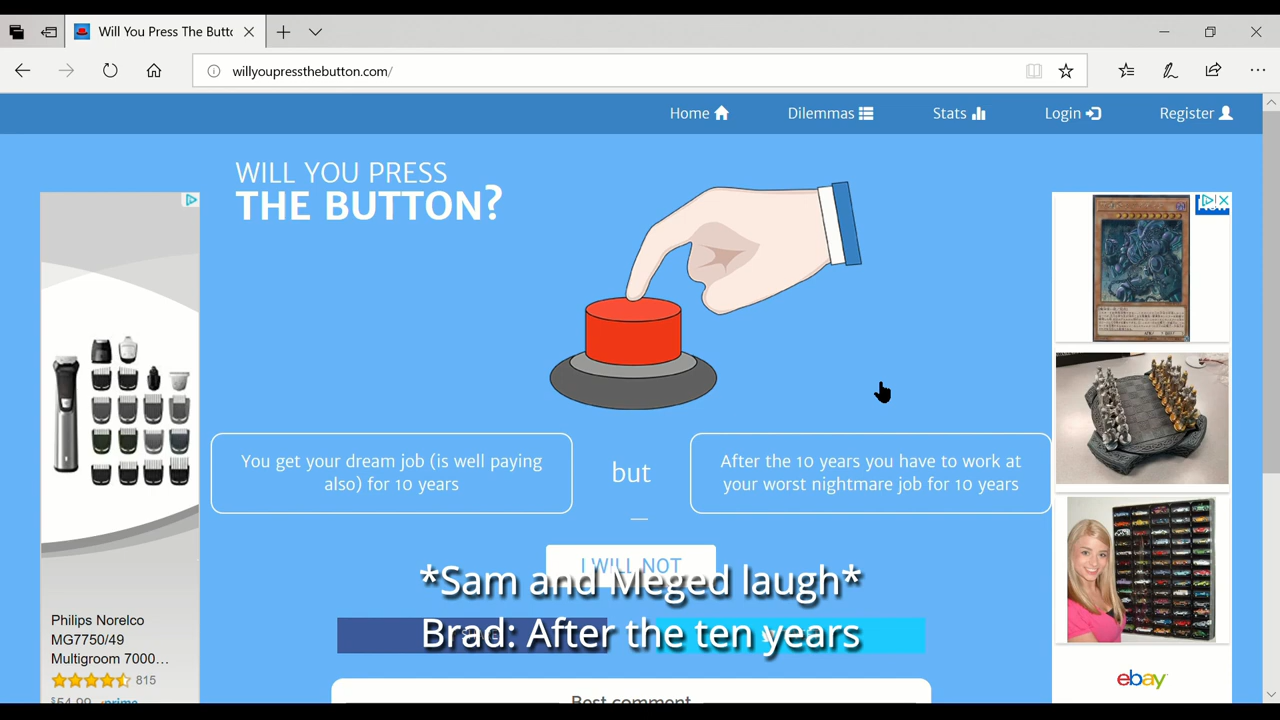 Will You Press The Butto
willyoupressthebutton.com/
Home
Dilemmas
Stats
Login
Register
WILL YOU PRESS
THE BUTTON?
You get your dream job (is well paying
also) for 10 years
but
After the 10 years you have to work at
your worst nightmare job for 10 years
I WILL NOT
*Sam and Meged laugh*
Brad: After the ten years
Best comment
Philips Norelco
MG7750/49
Multigroom 7000...
815
$54.99 prime
ebay